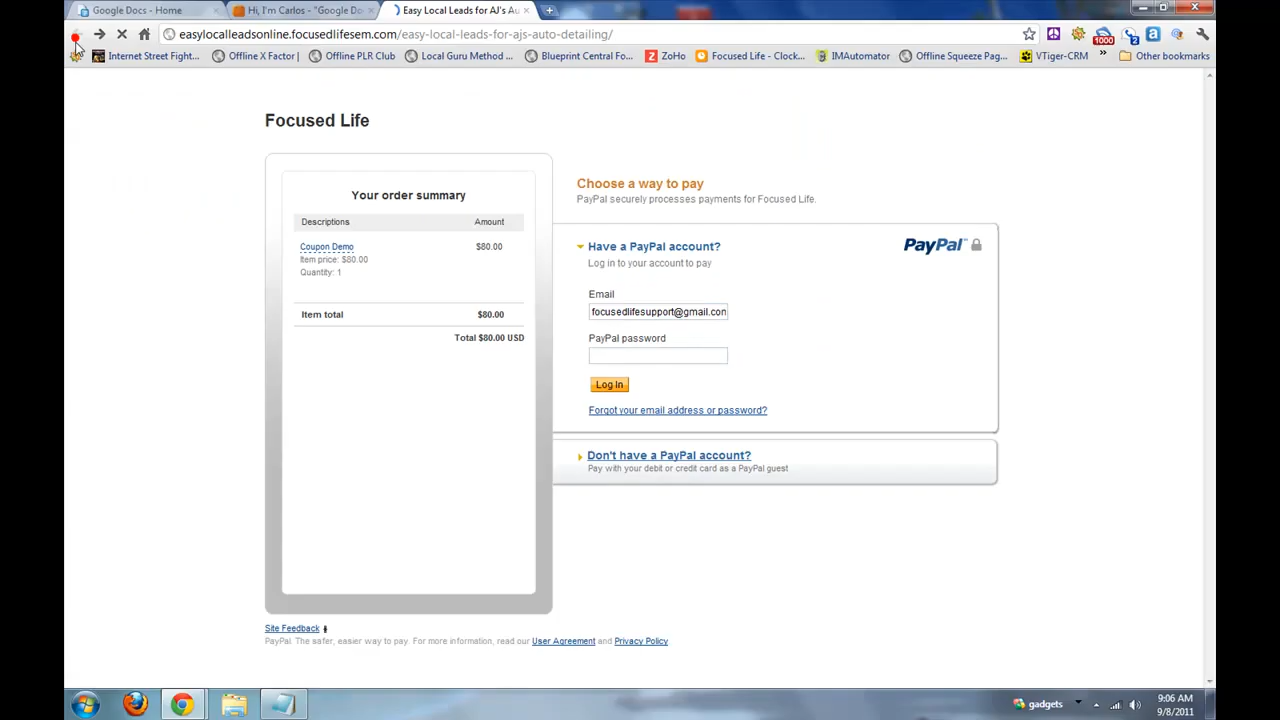 Google Docs - Home
Hi, I'm Carlos - "Google Do
Easy Local Leads for AJ's Au
easylocalleadsonline.focusedlifesem.com/easy-local-leads-for-ajs-auto-detailing/
1000
2
Internet Street Fight...
Offline X Factor |
Offline PLR Club
Local Guru Method ...
Blueprint Central Fo...
ZoHo
Focused Life - Clock...
IMAutomator
Offline Squeeze Pag...
VTiger-CRM
»
Other bookmarks
Focused Life
Your order summary
Descriptions Amount
Coupon Demo $80.00
Item price: $80.00
Quantity: 1
Item total $80.00
Total $80.00 USD
Choose a way to pay
PayPal securely processes payments for Focused Life.
Have a PayPal account?
PayPal™
Log in to your account to pay
Email
focusedlifesupport@gmail.con
PayPal password
Log In
Forgot your email address or password?
Don't have a PayPal account?
Pay with your debit or credit card as a PayPal guest
Site Feedback
PayPal. The safer, easier way to pay. For more information, read our User Agreement and Privacy Policy
gadgets
9:06 AM
9/8/2011